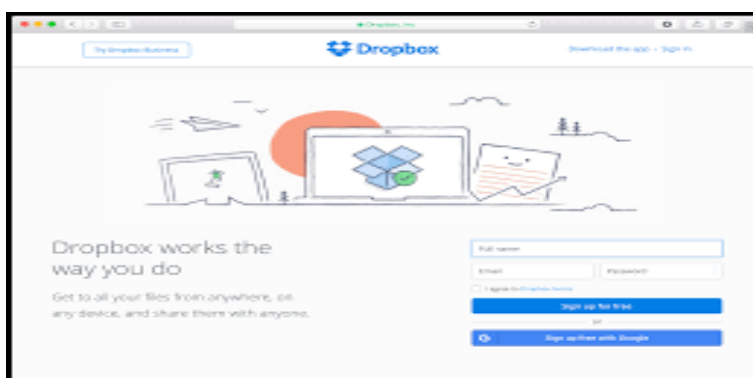 Dropbox, Inc.
Try Dropbox Business
Dropbox
Download the app
Sign in
Dropbox works the
way you do
Get to all your files from anywhere, on
any device, and share them with anyone.
Full name
Email
Password
I agree to Dropbox terms
Sign up for free
or
G
Sign up free with Google